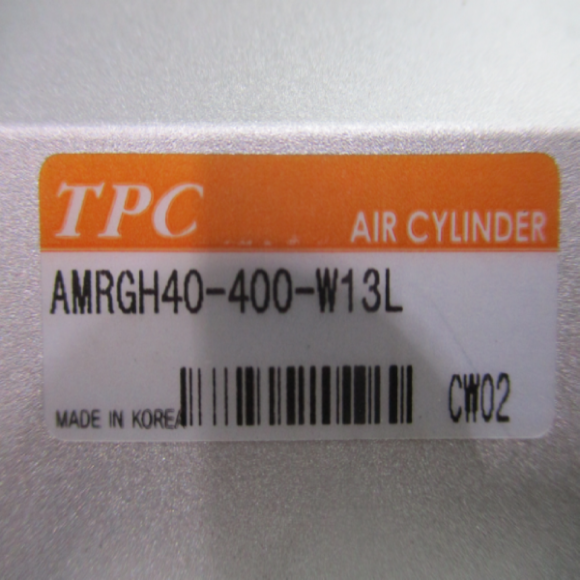 TPC AIR CYLINDER
AMRGH40-400-W13L
MADE IN KOREA CW02